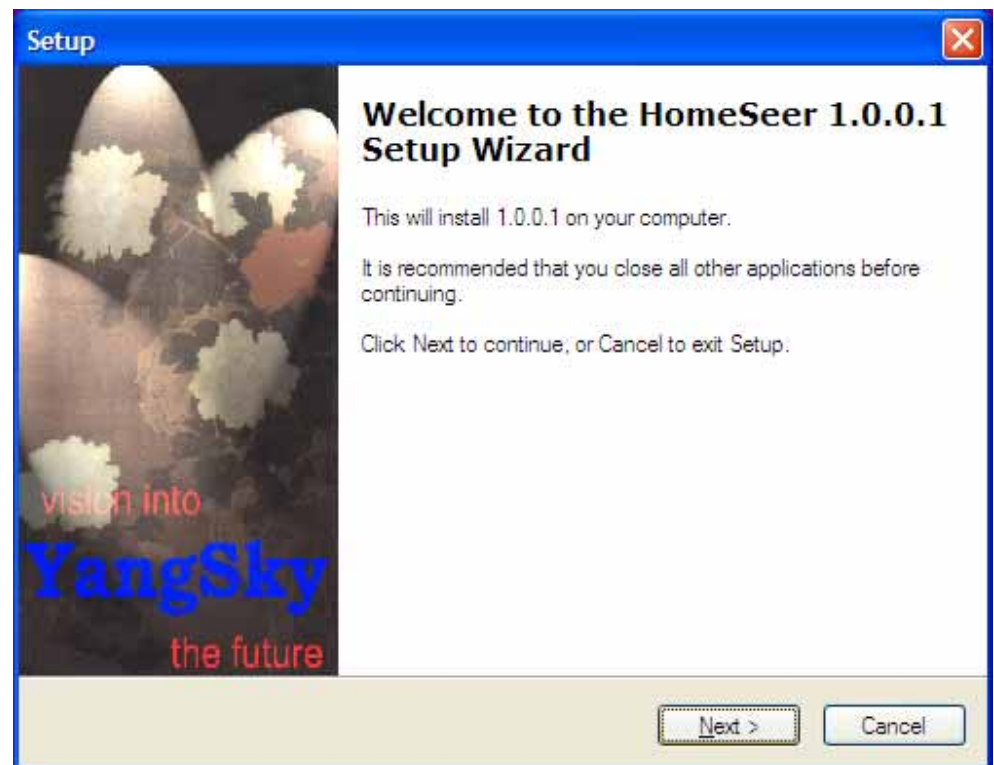 Setup
Welcome to the HomeSeer 1.0.0.1
Setup Wizard
This will install 1.0.0.1 on your computer.
It is recommended that you close all other applications before
continuing.
Click Next to continue, or Cancel to exit Setup.
vision into
YangSky
the future
Next >
Cancel